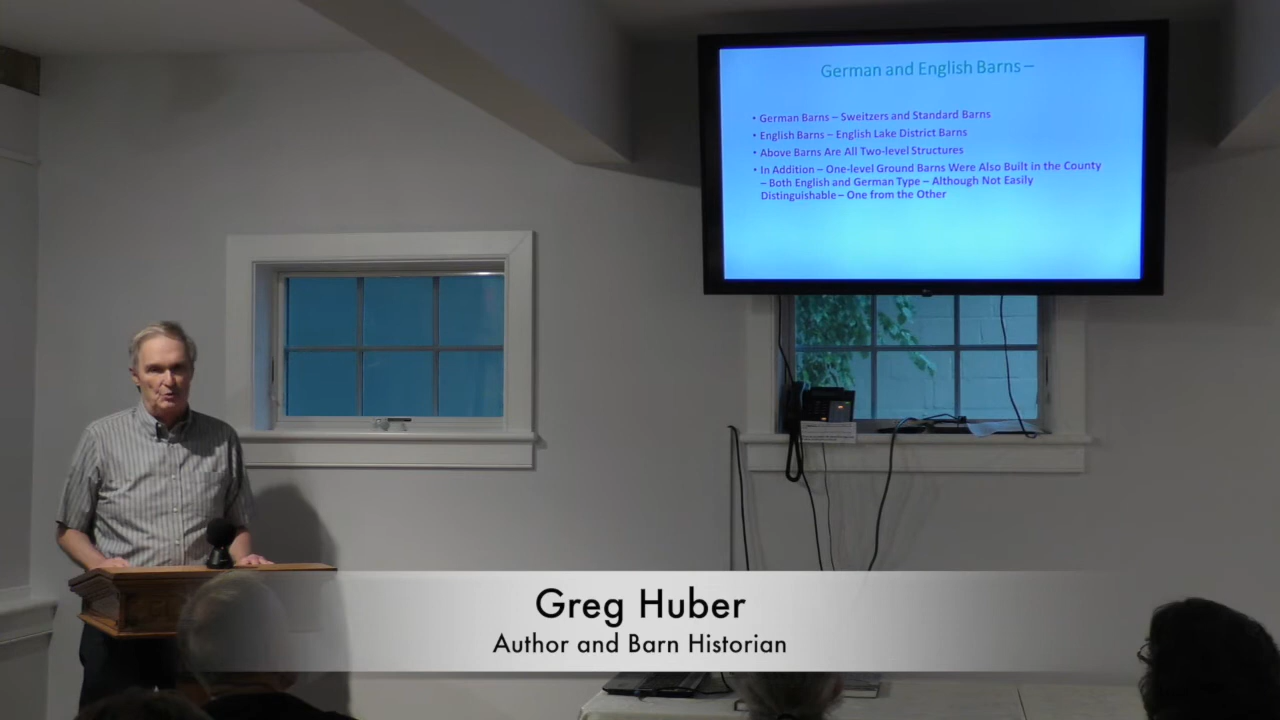 German and English Barns –
• German Barns – Sweitzers and Standard Barns
• English Barns – English Lake District Barns
• Above Barns Are All Two-level Structures
• In Addition – One-level Ground Barns Were Also Built in the County
– Both English and German Type – Although Not Easily
Distinguishable – One from the Other
Greg Huber
Author and Barn Historian